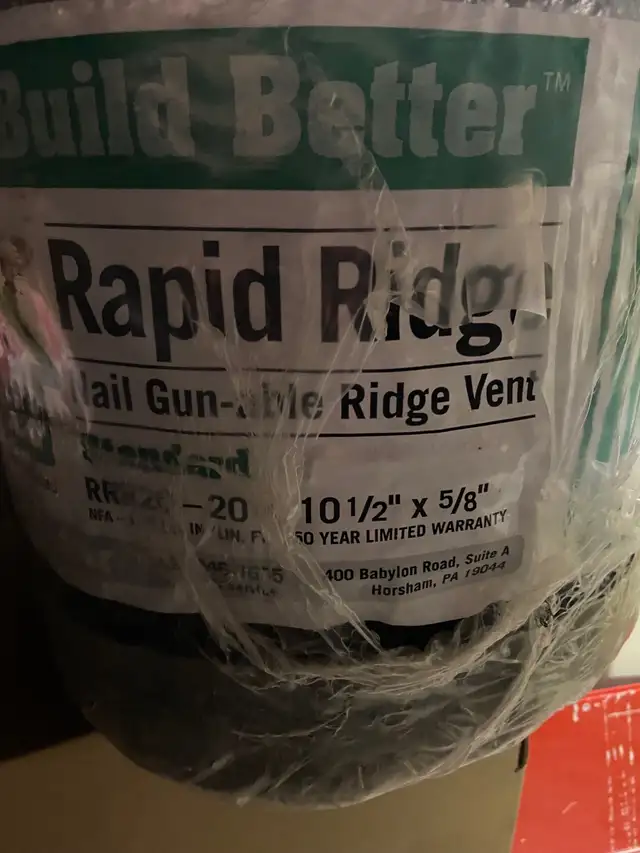 Build Better™
Rapid Ridge
Nail Gun-able Ridge Vent
Standard
– 20 10 1/2" x 5/8"
50 YEAR LIMITED WARRANTY
400 Babylon Road, Suite A
Horsham, PA 19044